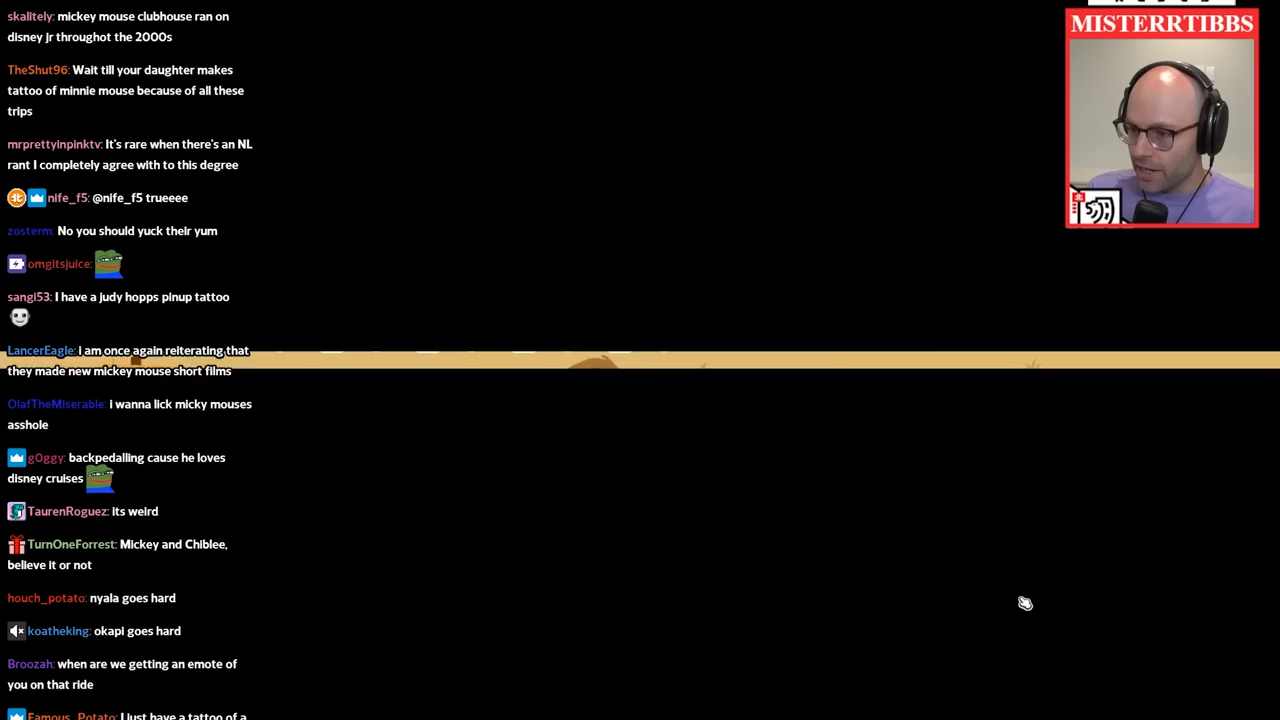 skalitely: mickey mouse clubhouse ran on
disney jr throughot the 2000s
TheShut96: Wait till your daughter makes
tattoo of minnie mouse because of all these
trips
mrprettyinpinktv: It's rare when there's an NL
rant I completely agree with to this degree
nife_f5: @nife_f5 trueeee
zosterm: No you should yuck their yum
omgitsjuice:
sangi53: I have a judy hopps pinup tattoo
LancerEagle: i am once again reiterating that
they made new mickey mouse short films
OlafTheMiserable: i wanna lick micky mouses
asshole
g0ggy: backpedalling cause he loves
disney cruises
TaurenRoguez: its weird
TurnOneForrest: Mickey and Chiblee,
believe it or not
houch_potato: nyala goes hard
koatheking: okapi goes hard
Broozah: when are we getting an emote of
you on that ride
Famous_Potato: I just have a tattoo of a
MISTERRTIBBS